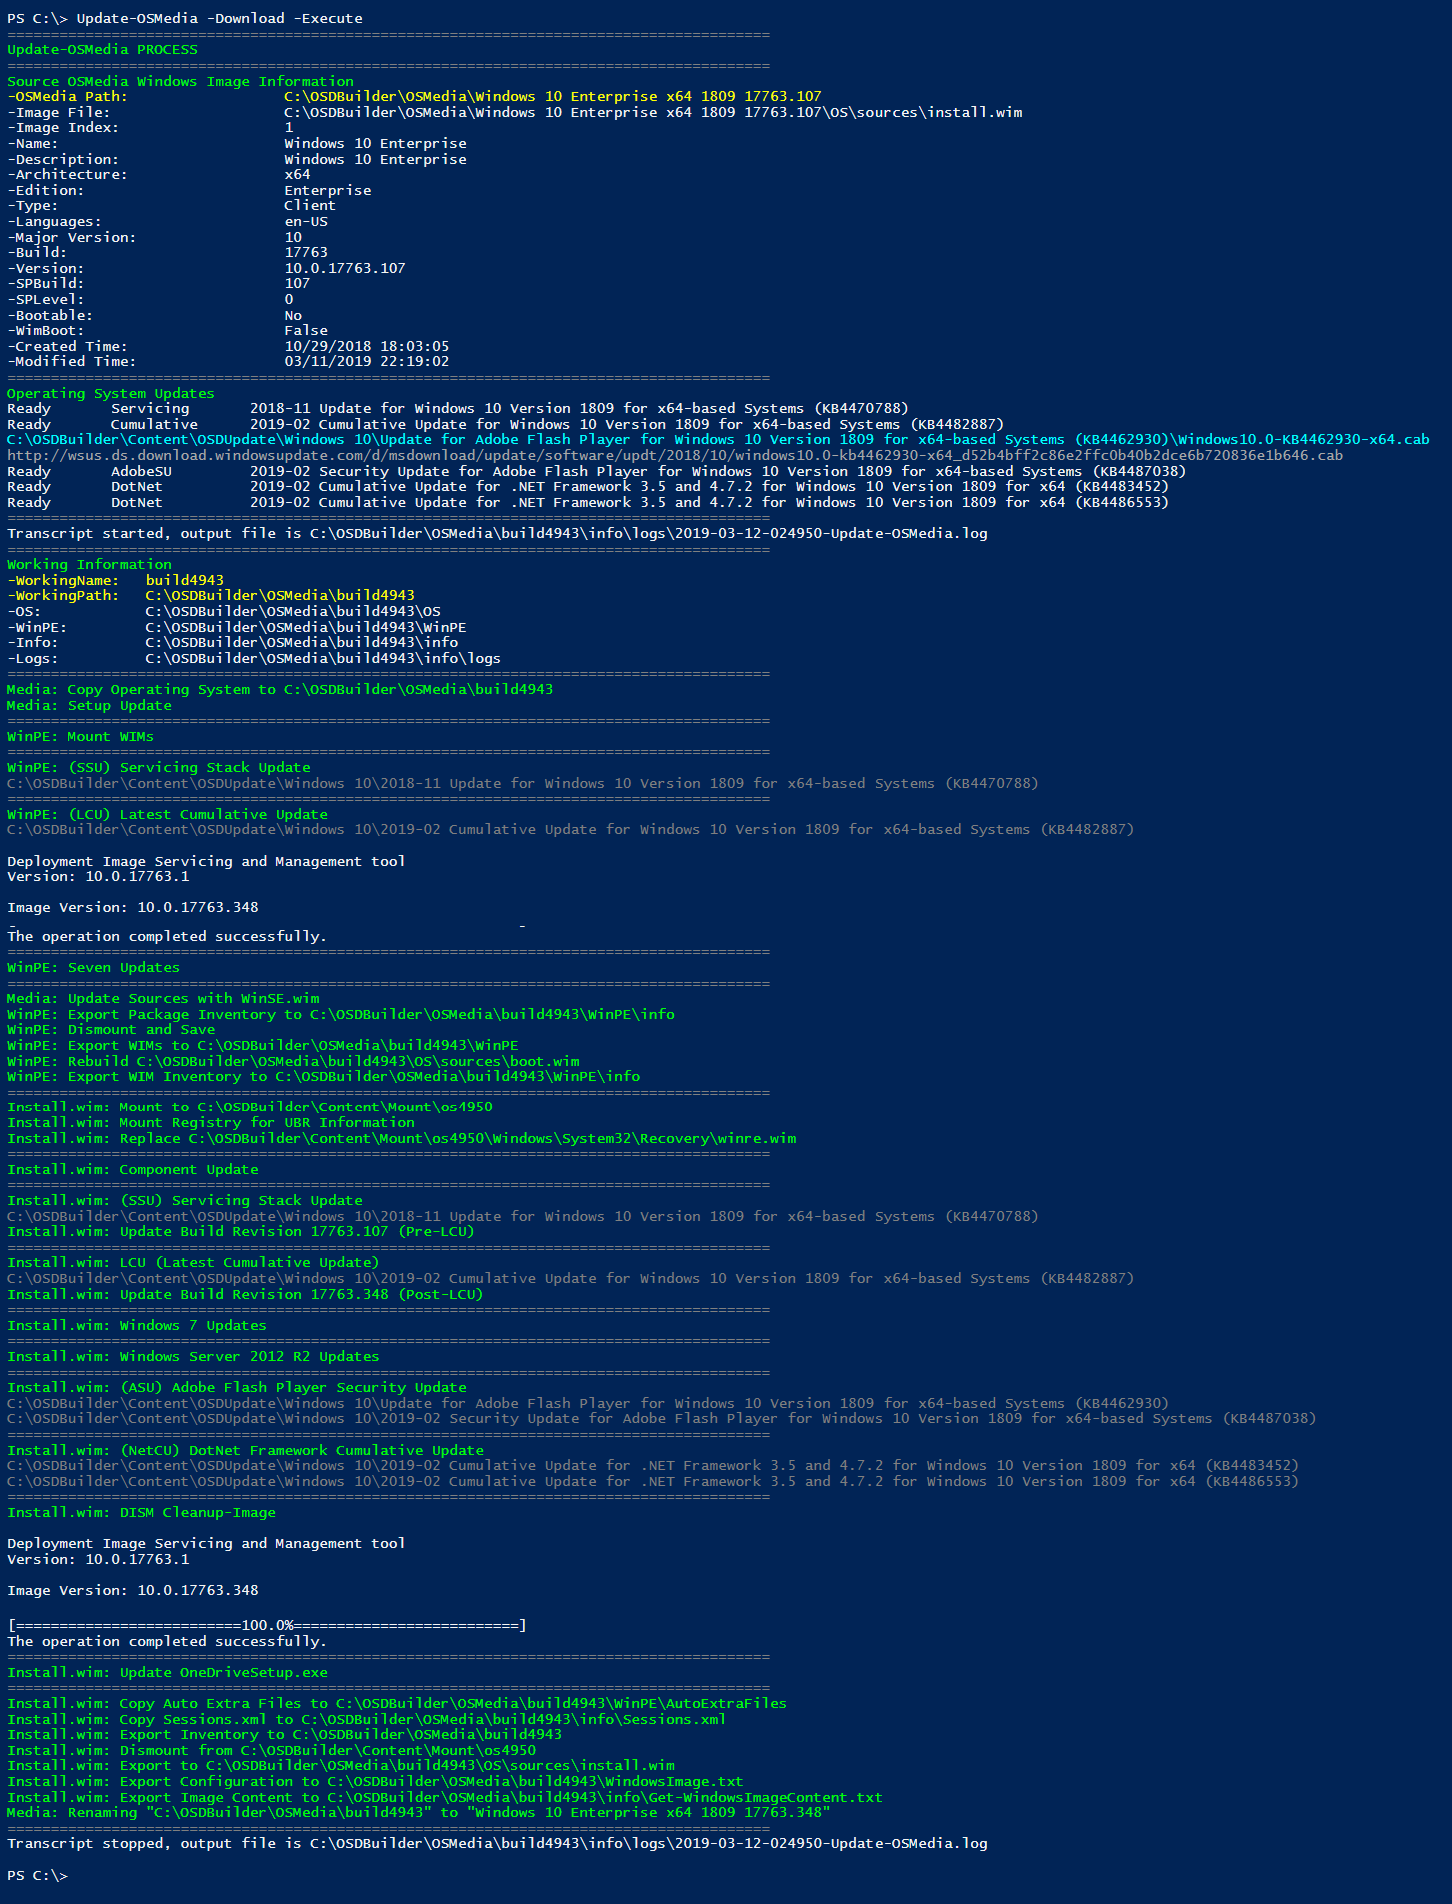 PS C:\> Update-OSMedia -Download -Execute
========================================================================================
Update-OSMedia PROCESS
========================================================================================
Source OSMedia Windows Image Information
-OSMedia Path:                  C:\OSDBuilder\OSMedia\Windows 10 Enterprise x64 1809 17763.107
-Image File:                    C:\OSDBuilder\OSMedia\Windows 10 Enterprise x64 1809 17763.107\OS\sources\install.wim
-Image Index:                   1
-Name:                          Windows 10 Enterprise
-Description:                   Windows 10 Enterprise
-Architecture:                  x64
-Edition:                       Enterprise
-Type:                          Client
-Languages:                     en-US
-Major Version:                 10
-Build:                         17763
-Version:                       10.0.17763.107
-SPBuild:                       107
-SPLevel:                       0
-Bootable:                      No
-WimBoot:                       False
-Created Time:                  10/29/2018 18:03:05
-Modified Time:                 03/11/2019 22:19:02
========================================================================================
Operating System Updates
Ready       Servicing       2018-11 Update for Windows 10 Version 1809 for x64-based Systems (KB4470788)
Ready       Cumulative      2019-02 Cumulative Update for Windows 10 Version 1809 for x64-based Systems (KB4482887)
C:\OSDBuilder\Content\OSDUpdate\Windows 10\Update for Adobe Flash Player for Windows 10 Version 1809 for x64-based Systems (KB4462930)\Windows10.0-KB4462930-x64.cab
http://wsus.ds.download.windowsupdate.com/d/msdownload/update/software/updt/2018/10/windows10.0-kb4462930-x64_d52b4bff2c86e2ffc0b40b2dce6b720836e1b646.cab
Ready       AdobeSU         2019-02 Security Update for Adobe Flash Player for Windows 10 Version 1809 for x64-based Systems (KB4487038)
Ready       DotNet          2019-02 Cumulative Update for .NET Framework 3.5 and 4.7.2 for Windows 10 Version 1809 for x64 (KB4483452)
Ready       DotNet          2019-02 Cumulative Update for .NET Framework 3.5 and 4.7.2 for Windows 10 Version 1809 for x64 (KB4486553)
========================================================================================
Transcript started, output file is C:\OSDBuilder\OSMedia\build4943\info\logs\2019-03-12-024950-Update-OSMedia.log
========================================================================================
Working Information
-WorkingName:   build4943
-WorkingPath:   C:\OSDBuilder\OSMedia\build4943
-OS:            C:\OSDBuilder\OSMedia\build4943\OS
-WinPE:         C:\OSDBuilder\OSMedia\build4943\WinPE
-Info:          C:\OSDBuilder\OSMedia\build4943\info
-Logs:          C:\OSDBuilder\OSMedia\build4943\info\logs
========================================================================================
Media: Copy Operating System to C:\OSDBuilder\OSMedia\build4943
Media: Setup Update
========================================================================================
WinPE: Mount WIMs
========================================================================================
WinPE: (SSU) Servicing Stack Update
C:\OSDBuilder\Content\OSDUpdate\Windows 10\2018-11 Update for Windows 10 Version 1809 for x64-based Systems (KB4470788)
========================================================================================
WinPE: (LCU) Latest Cumulative Update
C:\OSDBuilder\Content\OSDUpdate\Windows 10\2019-02 Cumulative Update for Windows 10 Version 1809 for x64-based Systems (KB4482887)
Deployment Image Servicing and Management tool
Version: 10.0.17763.1
Image Version: 10.0.17763.348
The operation completed successfully.
========================================================================================
WinPE: Seven Updates
========================================================================================
Media: Update Sources with WinSE.wim
WinPE: Export Package Inventory to C:\OSDBuilder\OSMedia\build4943\WinPE\info
WinPE: Dismount and Save
WinPE: Export WIMs to C:\OSDBuilder\OSMedia\build4943\WinPE
WinPE: Rebuild C:\OSDBuilder\OSMedia\build4943\OS\sources\boot.wim
WinPE: Export WIM Inventory to C:\OSDBuilder\OSMedia\build4943\WinPE\info
========================================================================================
Install.wim: Mount to C:\OSDBuilder\Content\Mount\os4950
Install.wim: Mount Registry for UBR Information
Install.wim: Replace C:\OSDBuilder\Content\Mount\os4950\Windows\System32\Recovery\winre.wim
========================================================================================
Install.wim: Component Update
========================================================================================
Install.wim: (SSU) Servicing Stack Update
C:\OSDBuilder\Content\OSDUpdate\Windows 10\2018-11 Update for Windows 10 Version 1809 for x64-based Systems (KB4470788)
Install.wim: Update Build Revision 17763.107 (Pre-LCU)
========================================================================================
Install.wim: LCU (Latest Cumulative Update)
C:\OSDBuilder\Content\OSDUpdate\Windows 10\2019-02 Cumulative Update for Windows 10 Version 1809 for x64-based Systems (KB4482887)
Install.wim: Update Build Revision 17763.348 (Post-LCU)
========================================================================================
Install.wim: Windows 7 Updates
========================================================================================
Install.wim: Windows Server 2012 R2 Updates
========================================================================================
Install.wim: (ASU) Adobe Flash Player Security Update
C:\OSDBuilder\Content\OSDUpdate\Windows 10\Update for Adobe Flash Player for Windows 10 Version 1809 for x64-based Systems (KB4462930)
C:\OSDBuilder\Content\OSDUpdate\Windows 10\2019-02 Security Update for Adobe Flash Player for Windows 10 Version 1809 for x64-based Systems (KB4487038)
========================================================================================
Install.wim: (NetCU) DotNet Framework Cumulative Update
C:\OSDBuilder\Content\OSDUpdate\Windows 10\2019-02 Cumulative Update for .NET Framework 3.5 and 4.7.2 for Windows 10 Version 1809 for x64 (KB4483452)
C:\OSDBuilder\Content\OSDUpdate\Windows 10\2019-02 Cumulative Update for .NET Framework 3.5 and 4.7.2 for Windows 10 Version 1809 for x64 (KB4486553)
========================================================================================
Install.wim: DISM Cleanup-Image
Deployment Image Servicing and Management tool
Version: 10.0.17763.1
Image Version: 10.0.17763.348
[==========================100.0%==========================]
The operation completed successfully.
========================================================================================
Install.wim: Update OneDriveSetup.exe
========================================================================================
Install.wim: Copy Auto Extra Files to C:\OSDBuilder\OSMedia\build4943\WinPE\AutoExtraFiles
Install.wim: Copy Sessions.xml to C:\OSDBuilder\OSMedia\build4943\info\Sessions.xml
Install.wim: Export Inventory to C:\OSDBuilder\OSMedia\build4943
Install.wim: Dismount from C:\OSDBuilder\Content\Mount\os4950
Install.wim: Export to C:\OSDBuilder\OSMedia\build4943\OS\sources\install.wim
Install.wim: Export Configuration to C:\OSDBuilder\OSMedia\build4943\WindowsImage.txt
Install.wim: Export Image Content to C:\OSDBuilder\OSMedia\build4943\info\Get-WindowsImageContent.txt
Media: Renaming "C:\OSDBuilder\OSMedia\build4943" to "Windows 10 Enterprise x64 1809 17763.348"
========================================================================================
Transcript stopped, output file is C:\OSDBuilder\OSMedia\build4943\info\logs\2019-03-12-024950-Update-OSMedia.log
PS C:\>